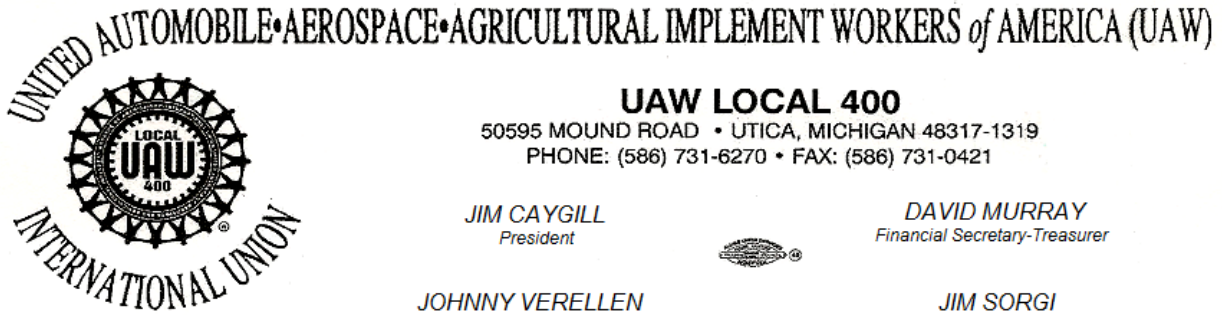 UNITED AUTOMOBILE•AEROSPACE•AGRICULTURAL IMPLEMENT WORKERS of AMERICA (UAW)
INTERNATIONAL UNION
LOCAL
UAW
400
®
UAW LOCAL 400
50595 MOUND ROAD • UTICA, MICHIGAN 48317-1319
PHONE: (586) 731-6270 • FAX: (586) 731-0421
JIM CAYGILL
President
DAVID MURRAY
Financial Secretary-Treasurer
JOHNNY VERELLEN
JIM SORGI